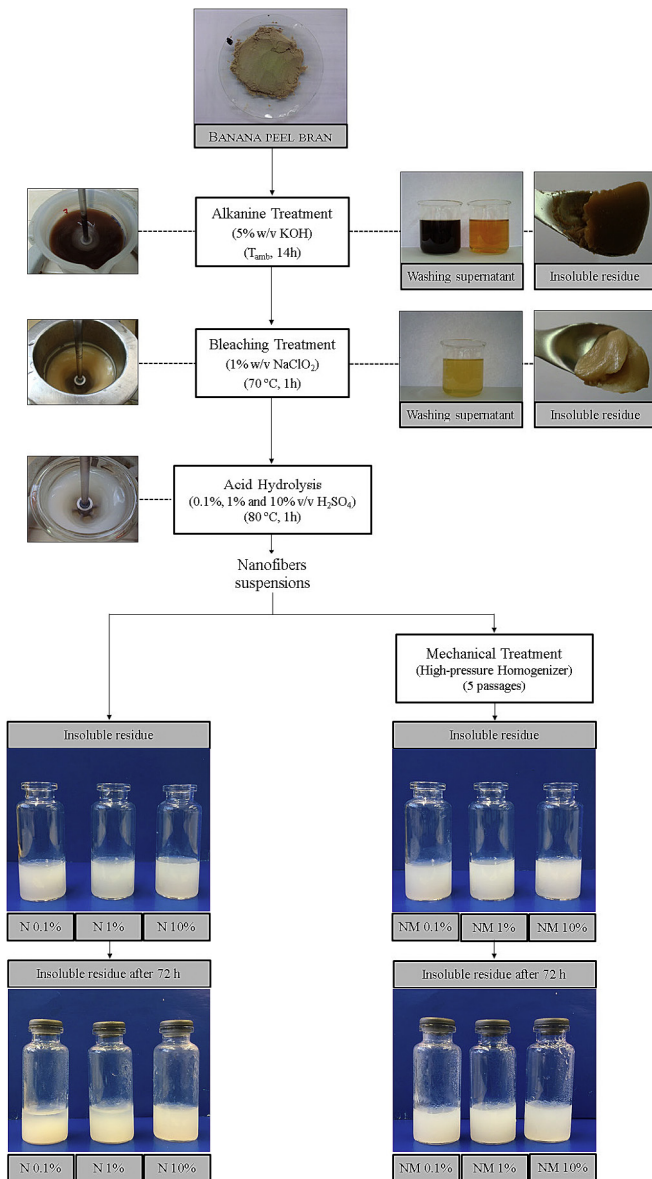 BANANA PEEL BRAN
Alkanine Treatment
(5% w/v KOH)
(Tamb, 14h)
Washing supernatant
Insoluble residue
Bleaching Treatment
(1% w/v NaClO2)
(70 °C, 1h)
Washing supernatant
Insoluble residue
Acid Hydrolysis
(0.1%, 1% and 10% v/v H2SO4)
(80 °C, 1h)
Nanofibers
suspensions
Mechanical Treatment
(High-pressure Homogenizer)
(5 passages)
Insoluble residue
Insoluble residue
N 0.1%
N 1%
N 10%
NM 0.1%
NM 1%
NM 10%
Insoluble residue after 72 h
Insoluble residue after 72 h
N 0.1%
N 1%
N 10%
NM 0.1%
NM 1%
NM 10%